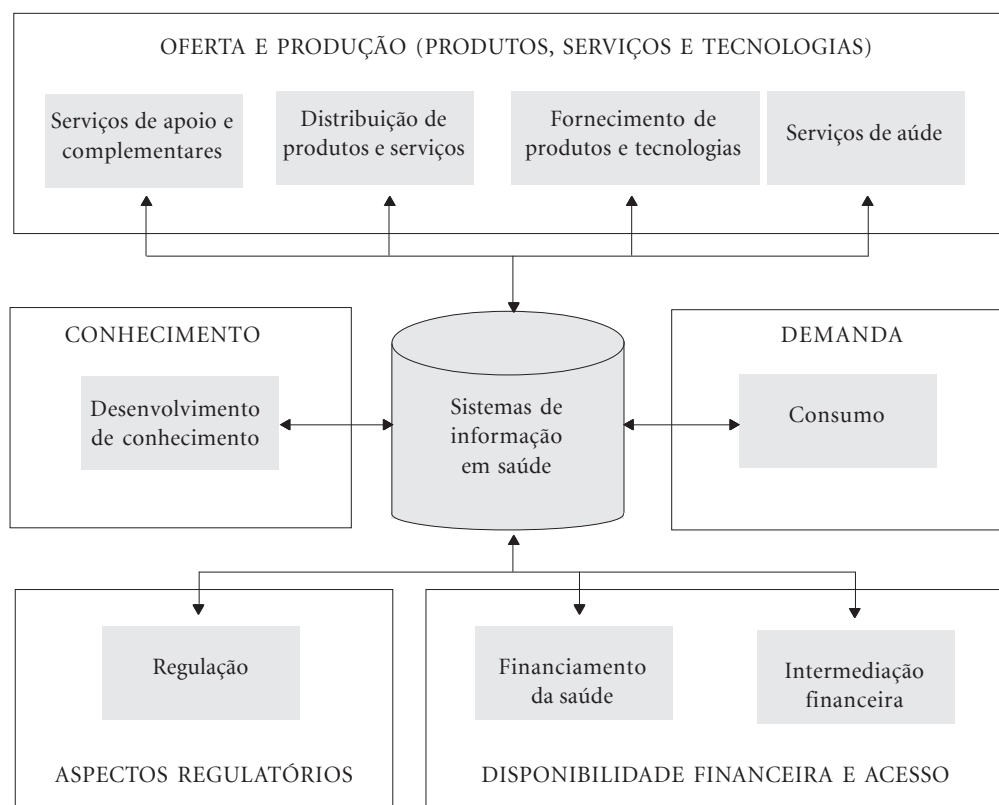 OFERTA E PRODUÇÃO (PRODUTOS, SERVIÇOS E TECNOLOGIAS)
Serviços de apoio e
complementares
Distribuição de
produtos e serviços
Fornecimento de
produtos e tecnologias
Serviços de aúde
CONHECIMENTO
Desenvolvimento
de conhecimento
Sistemas de
informação
em saúde
DEMANDA
Consumo
Regulação
ASPECTOS REGULATÓRIOS
Financiamento
da saúde
Intermediação
financeira
DISPONIBILIDADE FINANCEIRA E ACESSO